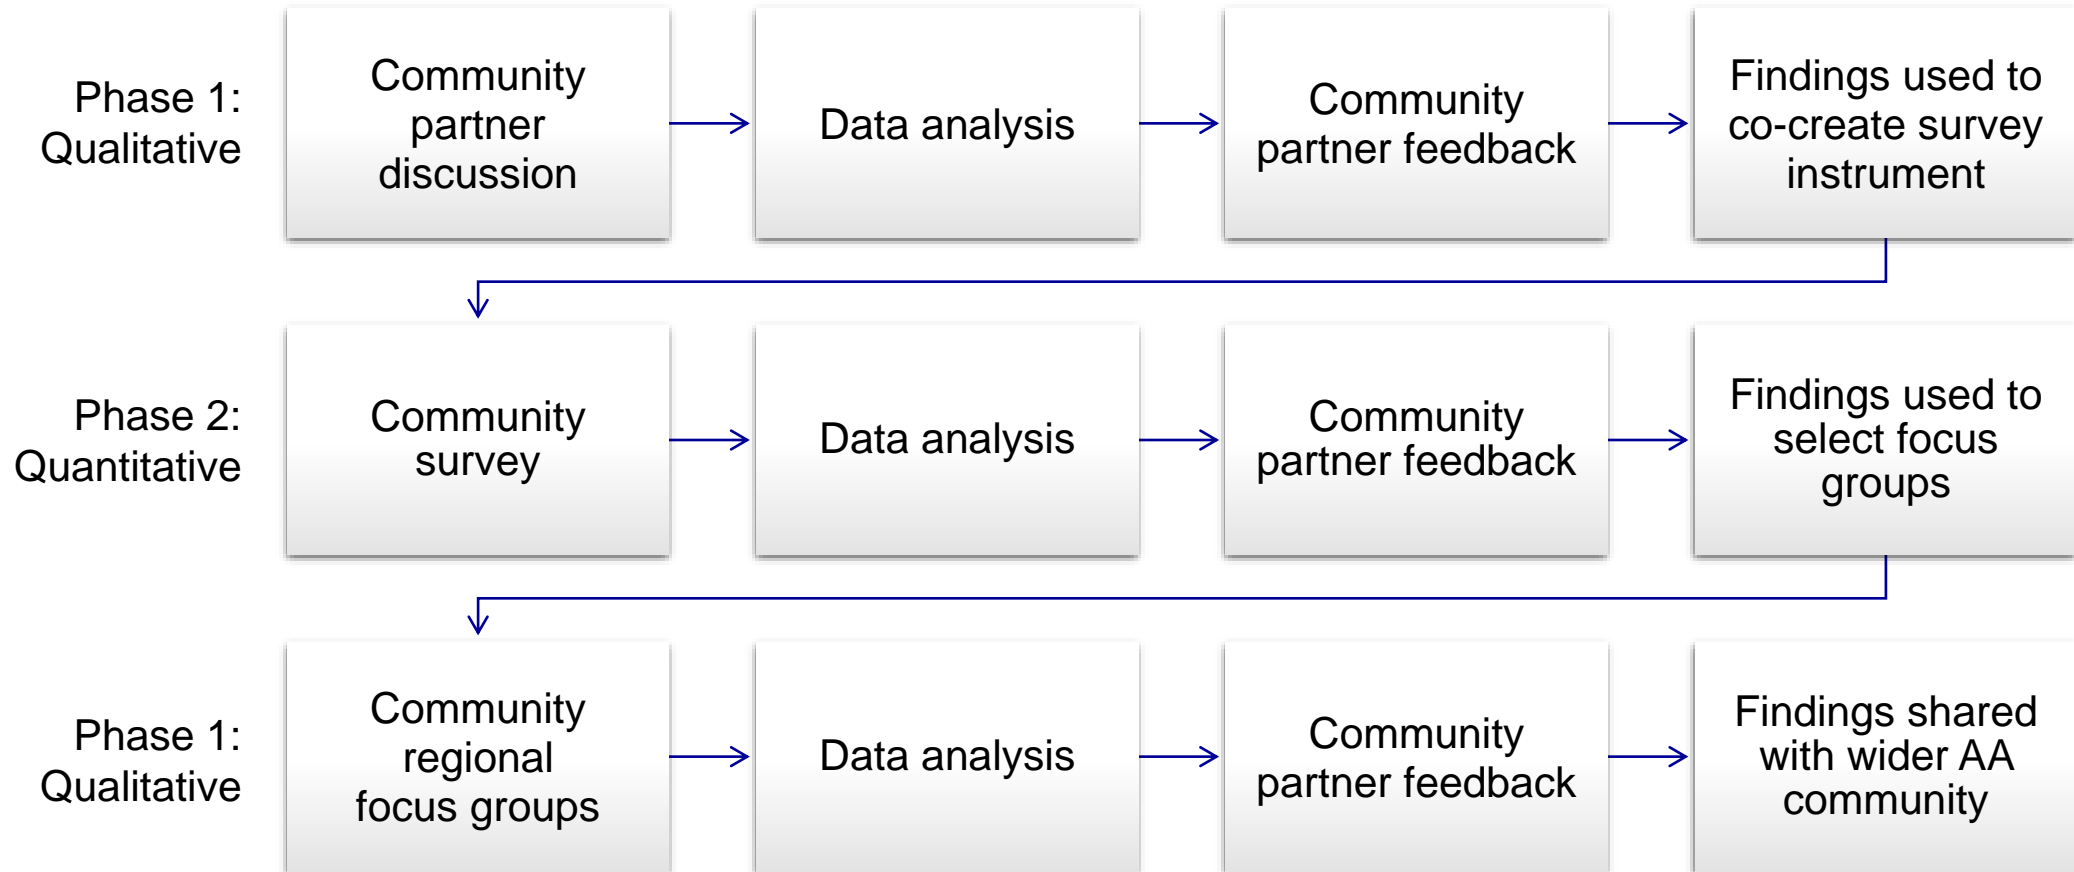 Phase 1:
Qualitative
Community
partner
discussion
Data analysis
Community
partner feedback
Findings used to
co-create survey
instrument
Phase 2:
Quantitative
Community
survey
Data analysis
Community
partner feedback
Findings used to
select focus
groups
Phase 1:
Qualitative
Community
regional
focus groups
Data analysis
Community
partner feedback
Findings shared
with wider AA
community